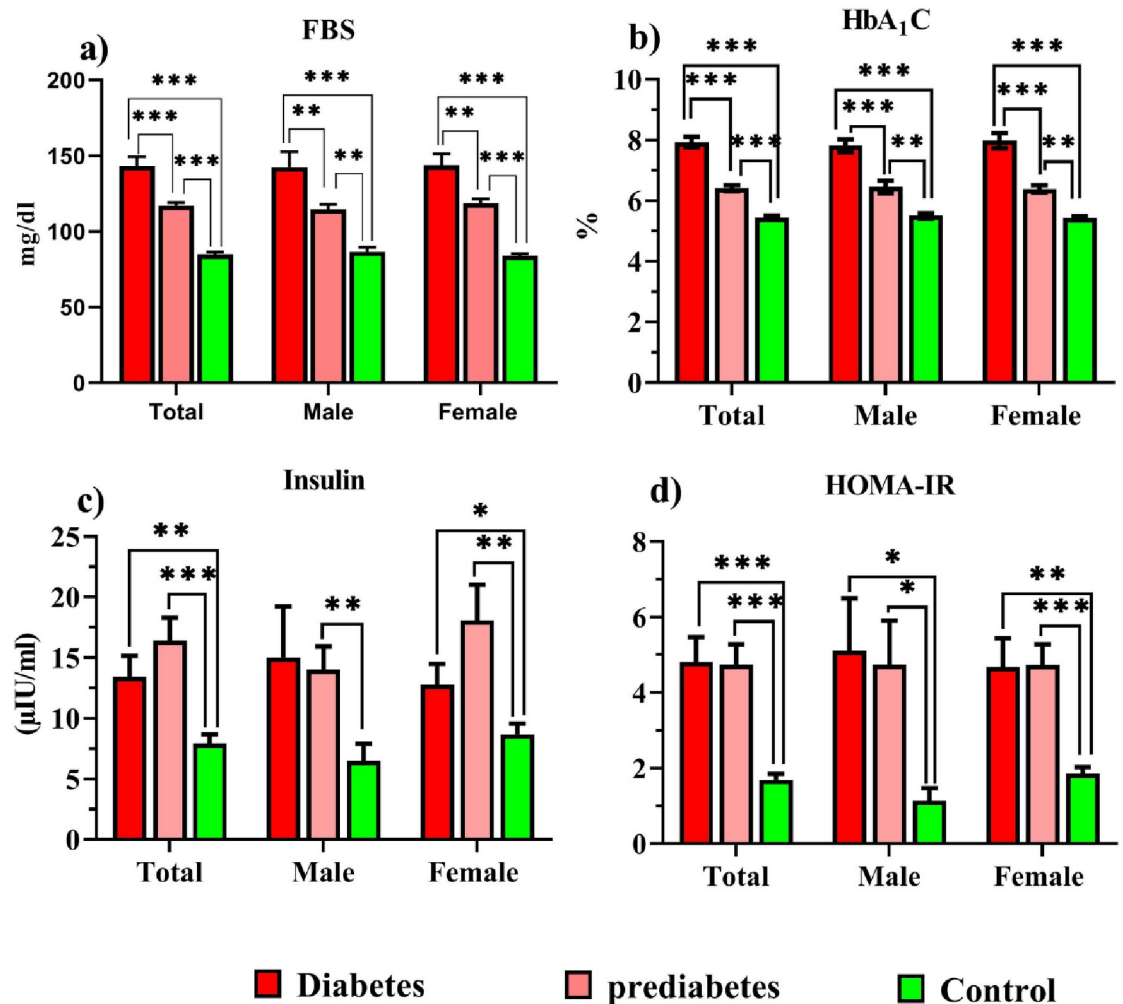 a)
FBS
200
150
100
50
0
mg/dl
***
***
***
***
**
**
***
**
***
Total
Male
Female
b)
HbA₁C
10
8
6
4
2
0
%
***
***
***
***
***
**
***
***
**
Total
Male
Female
c)
Insulin
25
20
15
10
5
0
(μIU/ml)
**
***
**
*
**
Total
Male
Female
d)
HOMA-IR
8
6
4
2
0
***
***
*
*
**
***
Total
Male
Female
Diabetes
prediabetes
Control